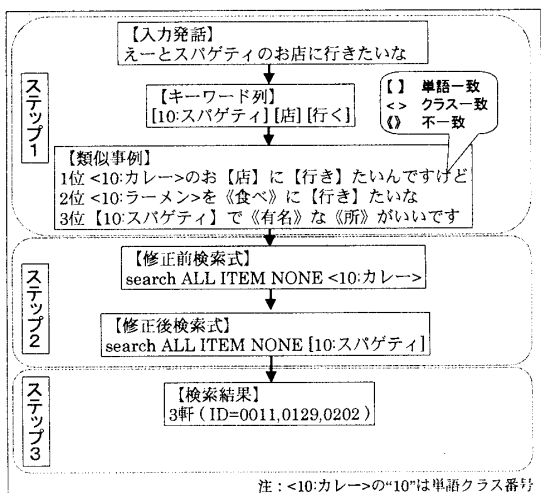 ステップ1
【入力発話】
えーとスパゲティのお店に行きたいな
【キーワード列】
[10:スパゲティ] [店] [行く]
【 】 単語一致
< > クラス一致
《》 不一致
【類似事例】
1位 <10:カレー>のお【店】に【行き】たいんですけど
2位 <10:ラーメン>を《食べ》に【行き】たいな
3位【10:スパゲティ】で《有名》な《所》がいいです
ステップ2
【修正前検索式】
search ALL ITEM NONE <10:カレー>
【修正後検索式】
search ALL ITEM NONE [10:スパゲティ]
ステップ3
【検索結果】
3軒 ( ID=0011,0129,0202 )
注：<10:カレー>の“10”は単語クラス番号